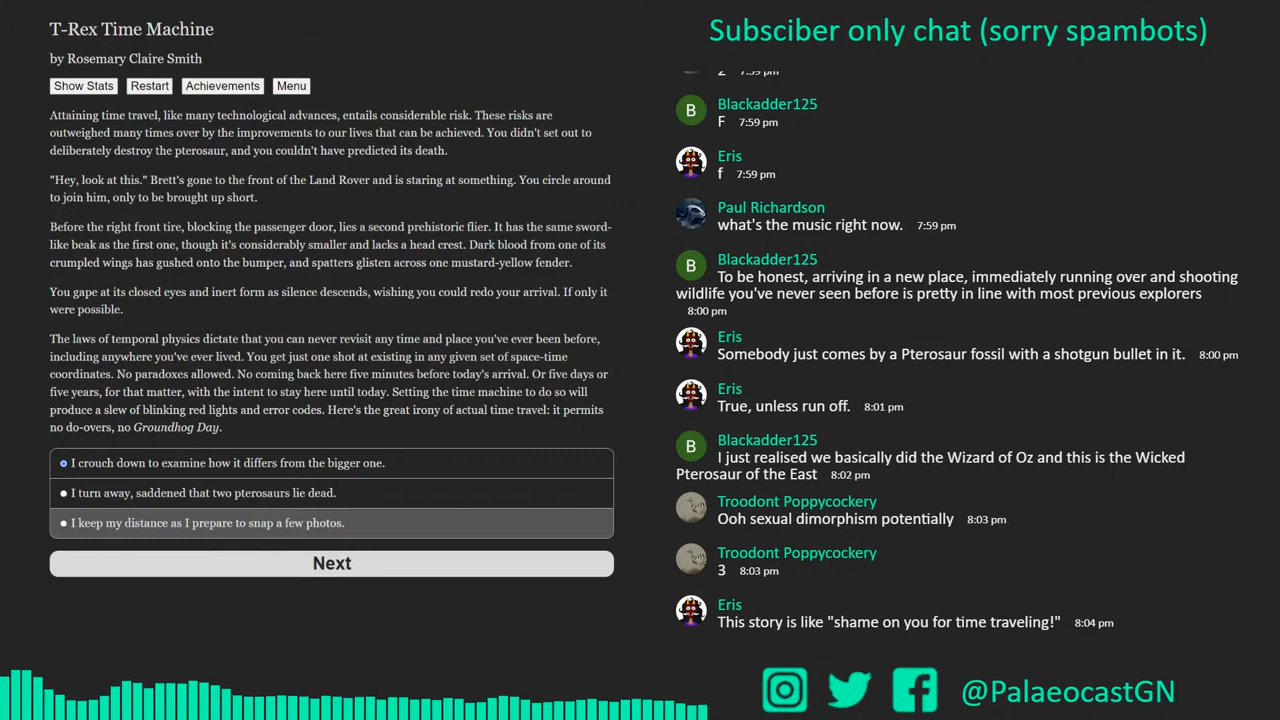 T-Rex Time Machine
by Rosemary Claire Smith
Show Stats
Restart
Achievements
Menu
Attaining time travel, like many technological advances, entails considerable risk. These risks are
outweighed many times over by the improvements to our lives that can be achieved. You didn't set out to
deliberately destroy the pterosaur, and you couldn't have predicted its death.
"Hey, look at this." Brett's gone to the front of the Land Rover and is staring at something. You circle around
to join him, only to be brought up short.
Before the right front tire, blocking the passenger door, lies a second prehistoric flier. It has the same sword-
like beak as the first one, though it's considerably smaller and lacks a head crest. Dark blood from one of its
crumpled wings has gushed onto the bumper, and spatters glisten across one mustard-yellow fender.
You gape at its closed eyes and inert form as silence descends, wishing you could redo your arrival. If only it
were possible.
The laws of temporal physics dictate that you can never revisit any time and place you've ever been before,
including anywhere you've ever lived. You get just one shot at existing in any given set of space-time
coordinates. No paradoxes allowed. No coming back here five minutes before today's arrival. Or five days or
five years, for that matter, with the intent to stay here until today. Setting the time machine to do so will
produce a slew of blinking red lights and error codes. Here's the great irony of actual time travel: it permits
no do-overs, no Groundhog Day.
I crouch down to examine how it differs from the bigger one.
I turn away, saddened that two pterosaurs lie dead.
I keep my distance as I prepare to snap a few photos.
Next
Subsciber only chat (sorry spambots)
2 7:59 pm
B
Blackadder125
F 7:59 pm
Eris
f 7:59 pm
Paul Richardson
what's the music right now. 7:59 pm
B
Blackadder125
To be honest, arriving in a new place, immediately running over and shooting
wildlife you've never seen before is pretty in line with most previous explorers
8:00 pm
Eris
Somebody just comes by a Pterosaur fossil with a shotgun bullet in it. 8:00 pm
Eris
True, unless run off. 8:01 pm
B
Blackadder125
I just realised we basically did the Wizard of Oz and this is the Wicked
Pterosaur of the East 8:02 pm
Troodont Poppycockery
Ooh sexual dimorphism potentially 8:03 pm
Troodont Poppycockery
3 8:03 pm
Eris
This story is like "shame on you for time traveling!" 8:04 pm
@PalaeocastGN